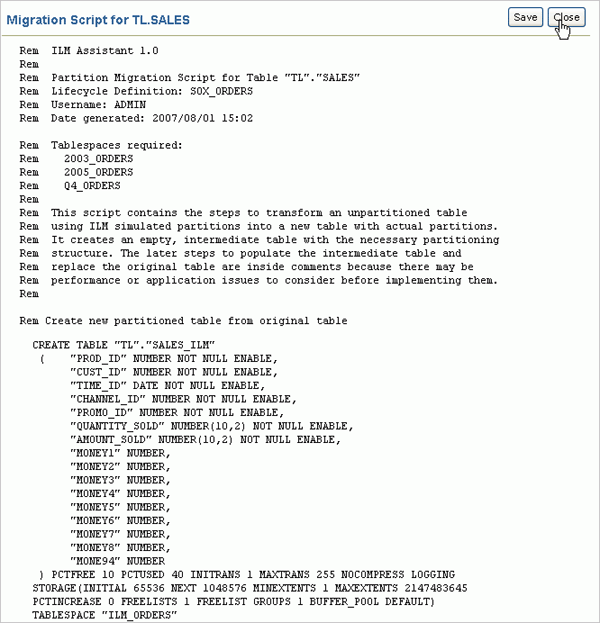 Migration Script for TL.SALES
Save
Close
Rem ILM Assistant 1.0
Rem
Rem Partition Migration Script for Table "TL"."SALES"
Rem Lifecycle Definition: SOX_ORDERS
Rem Username: ADMIN
Rem Date generated: 2007/08/01 15:02
Rem Tablespaces required:
Rem 2003_ORDERS
Rem 2005_ORDERS
Rem Q4_ORDERS
Rem
Rem This script contains the steps to transform an unpartitioned table
Rem using ILM simulated partitions into a new table with actual partitions.
Rem It creates an empty, intermediate table with the necessary partitioning
Rem structure. The later steps to populate the intermediate table and
Rem replace the original table are inside comments because there may be
Rem performance or application issues to consider before implementing them.
Rem
Rem Create new partitioned table from original table
CREATE TABLE "TL"."SALES_ILM"
( "PROD_ID" NUMBER NOT NULL ENABLE,
"CUST_ID" NUMBER NOT NULL ENABLE,
"TIME_ID" DATE NOT NULL ENABLE,
"CHANNEL_ID" NUMBER NOT NULL ENABLE,
"PROMO_ID" NUMBER NOT NULL ENABLE,
"QUANTITY_SOLD" NUMBER(10,2) NOT NULL ENABLE,
"AMOUNT_SOLD" NUMBER(10,2) NOT NULL ENABLE,
"MONEY1" NUMBER,
"MONEY2" NUMBER,
"MONEY3" NUMBER,
"MONEY4" NUMBER,
"MONEY5" NUMBER,
"MONEY6" NUMBER,
"MONEY7" NUMBER,
"MONEY8" NUMBER,
"MONE94" NUMBER
) PCTFREE 10 PCTUSED 40 INITRANS 1 MAXTRANS 255 NOCOMPRESS LOGGING
STORAGE(INITIAL 65536 NEXT 1048576 MINEXTENTS 1 MAXEXTENTS 2147483645
PCTINCREASE 0 FREELISTS 1 FREELIST GROUPS 1 BUFFER_POOL DEFAULT)
TABLESPACE "ILM_ORDERS"